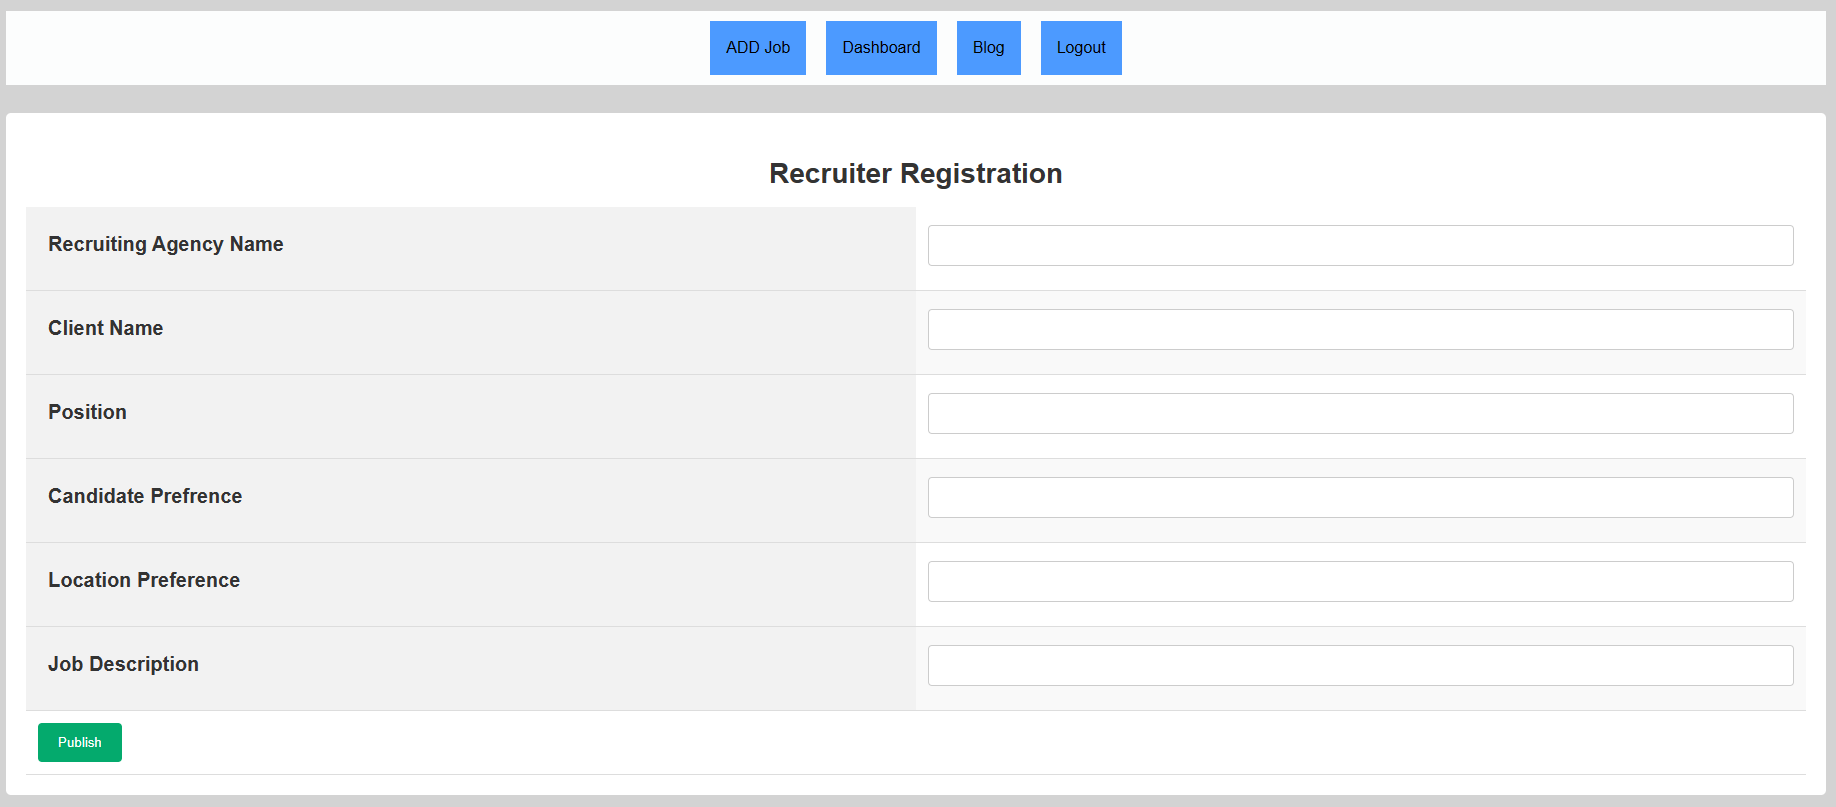 ADD Job Dashboard Blog Logout
Recruiter Registration
Recruiting Agency Name
Client Name
Position
Candidate Prefrence
Location Preference
Job Description
Publish